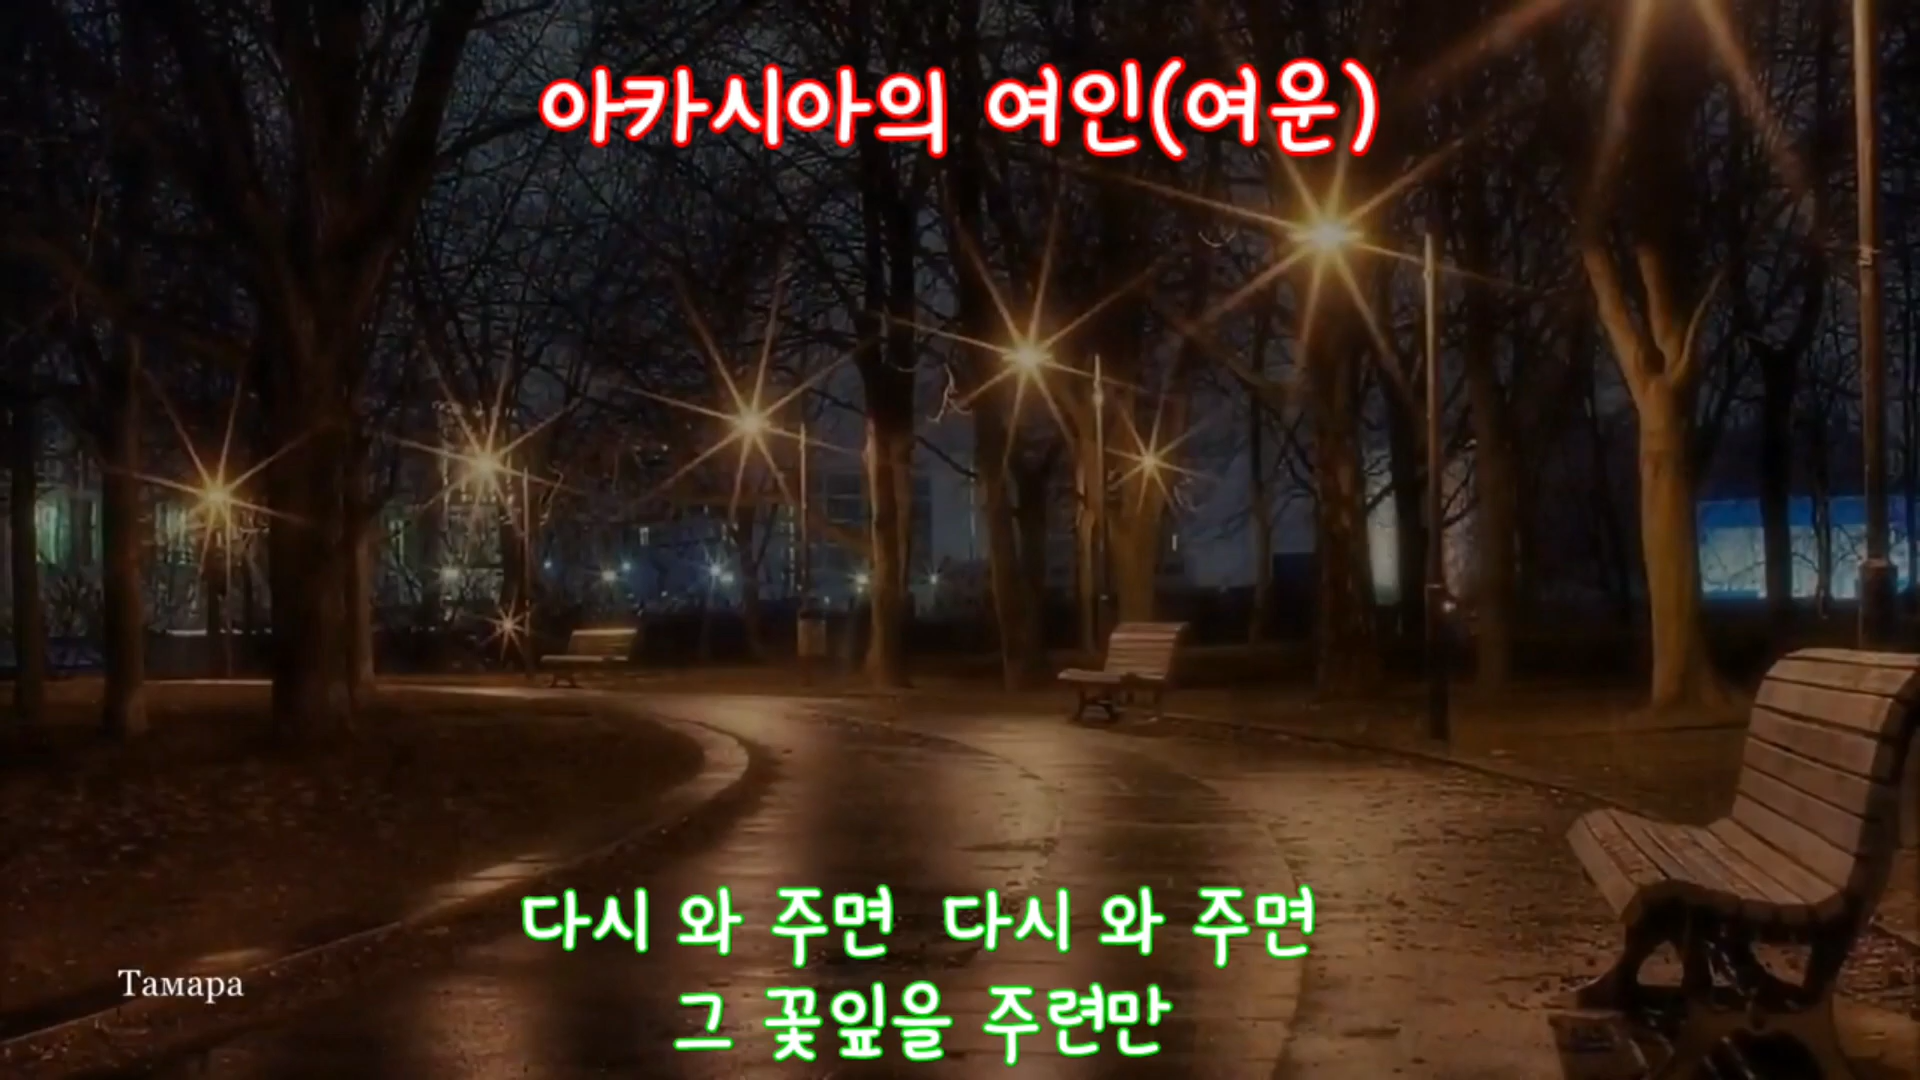 아카시아의 여인(여운)
다시 와 주면 다시 와 주면
그 꽃잎을 주련만
Тамара